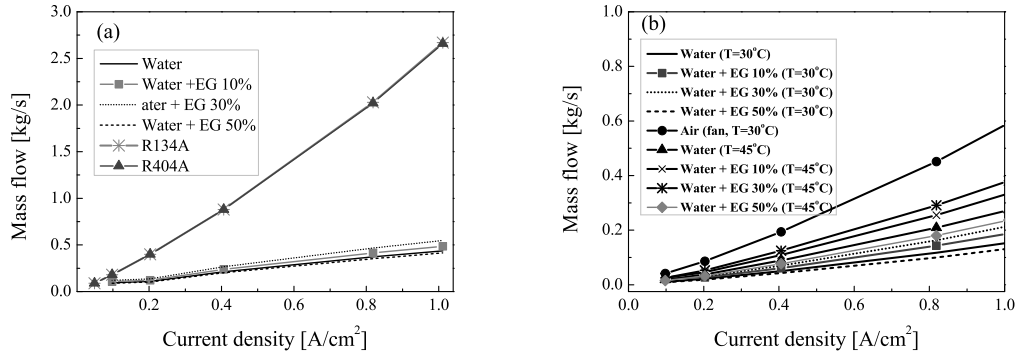 (a)
Water
Water +EG 10%
ater + EG 30%
Water + EG 50%
R134A
R404A
3.0
2.5
2.0
1.5
1.0
0.5
0.0
0.0 0.2 0.4 0.6 0.8 1.0
Mass flow [kg/s]
Current density [A/cm²]
(b)
Water (T=30°C)
Water + EG 10% (T=30°C)
Water + EG 30% (T=30°C)
Water + EG 50% (T=30°C)
Air (fan, T=30°C)
Water (T=45°C)
Water + EG 10% (T=45°C)
Water + EG 30% (T=45°C)
Water + EG 50% (T=45°C)
1.0
0.8
0.6
0.4
0.2
0.0
0.0 0.2 0.4 0.6 0.8 1.0
Mass flow [kg/s]
Current density [A/cm²]